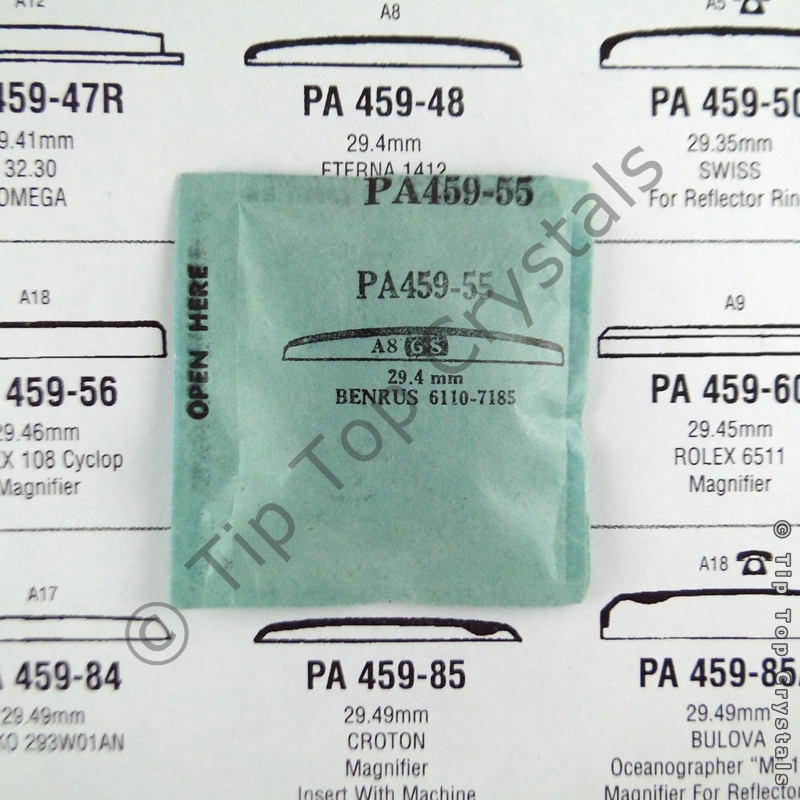 A12
459-47R
9.41mm
32.30
OMEGA
A8
PA 459-48
29.4mm
ETERNA 1412
A5
PA 459-50
29.35mm
SWISS
For Reflector Rin
A18
459-56
29.46mm
EX 108 Cyclop
Magnifier
OPEN HERE
PA459-55
PA459-55
A8 GS
29.4 mm
BENRUS 6110-7185
A9
PA 459-60
29.45mm
ROLEX 6511
Magnifier
A17
459-84
29.49mm
KO 293W01AN
PA 459-85
29.49mm
CROTON
Magnifier
Insert With Machine
A18
PA 459-85
29.49mm
BULOVA
Oceanographer "M-1
Magnifier For Reflector
© Tip Top Crystals
© Tip Top Crystals